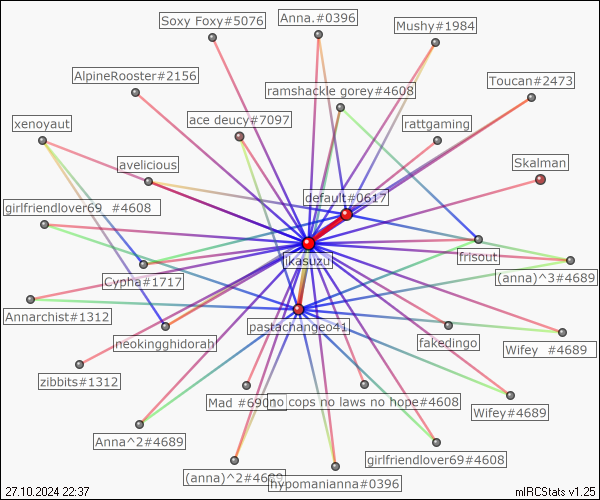 Soxy Foxy#5076
Anna.#0396
Mushy#1984
AlpineRooster#2156
Toucan#2473
ramshackle gorey#4608
xenoyaut
ace deucy#7097
rattgaming
avelicious
Skalman
default#0617
girlfriendlover69 #4608
ikasuzu
frisout
Cypha#1717
(anna)^3#4689
Annarchist#1312
pastachangeo41
neokingghidorah
fakedingo
Wifey #4689
zibbits#1312
Mad #690
no cops no laws no hope#4608
Wifey#4689
Anna^2#4689
girlfriendlover69#4608
(anna)^2#4689
hypomanianna#0396
27.10.2024 22:37
mIRCStats v1.25